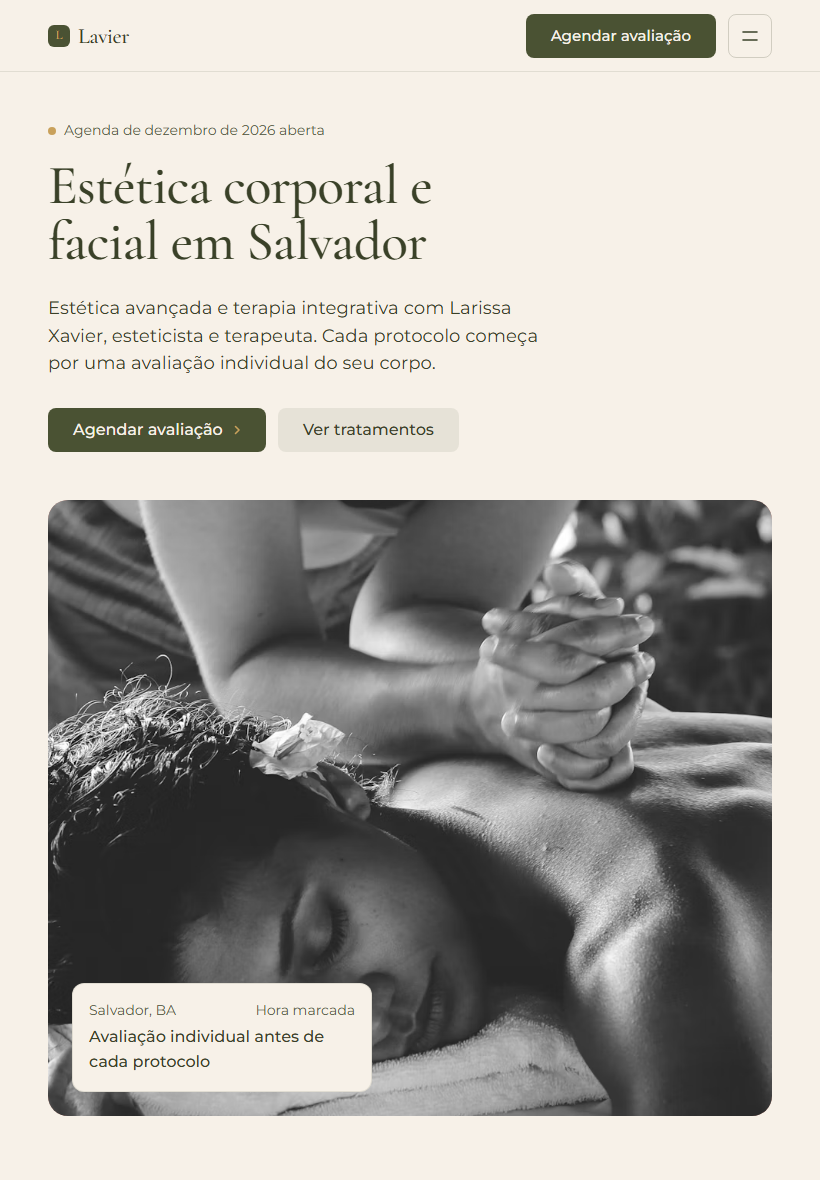 L Lavier
Agendar avaliação
Agenda de dezembro de 2026 aberta
Estética corporal e
facial em Salvador
Estética avançada e terapia integrativa com Larissa
Xavier, esteticista e terapeuta. Cada protocolo começa
por uma avaliação individual do seu corpo.
Agendar avaliação
Ver tratamentos
Salvador, BA
Hora marcada
Avaliação individual antes de
cada protocolo